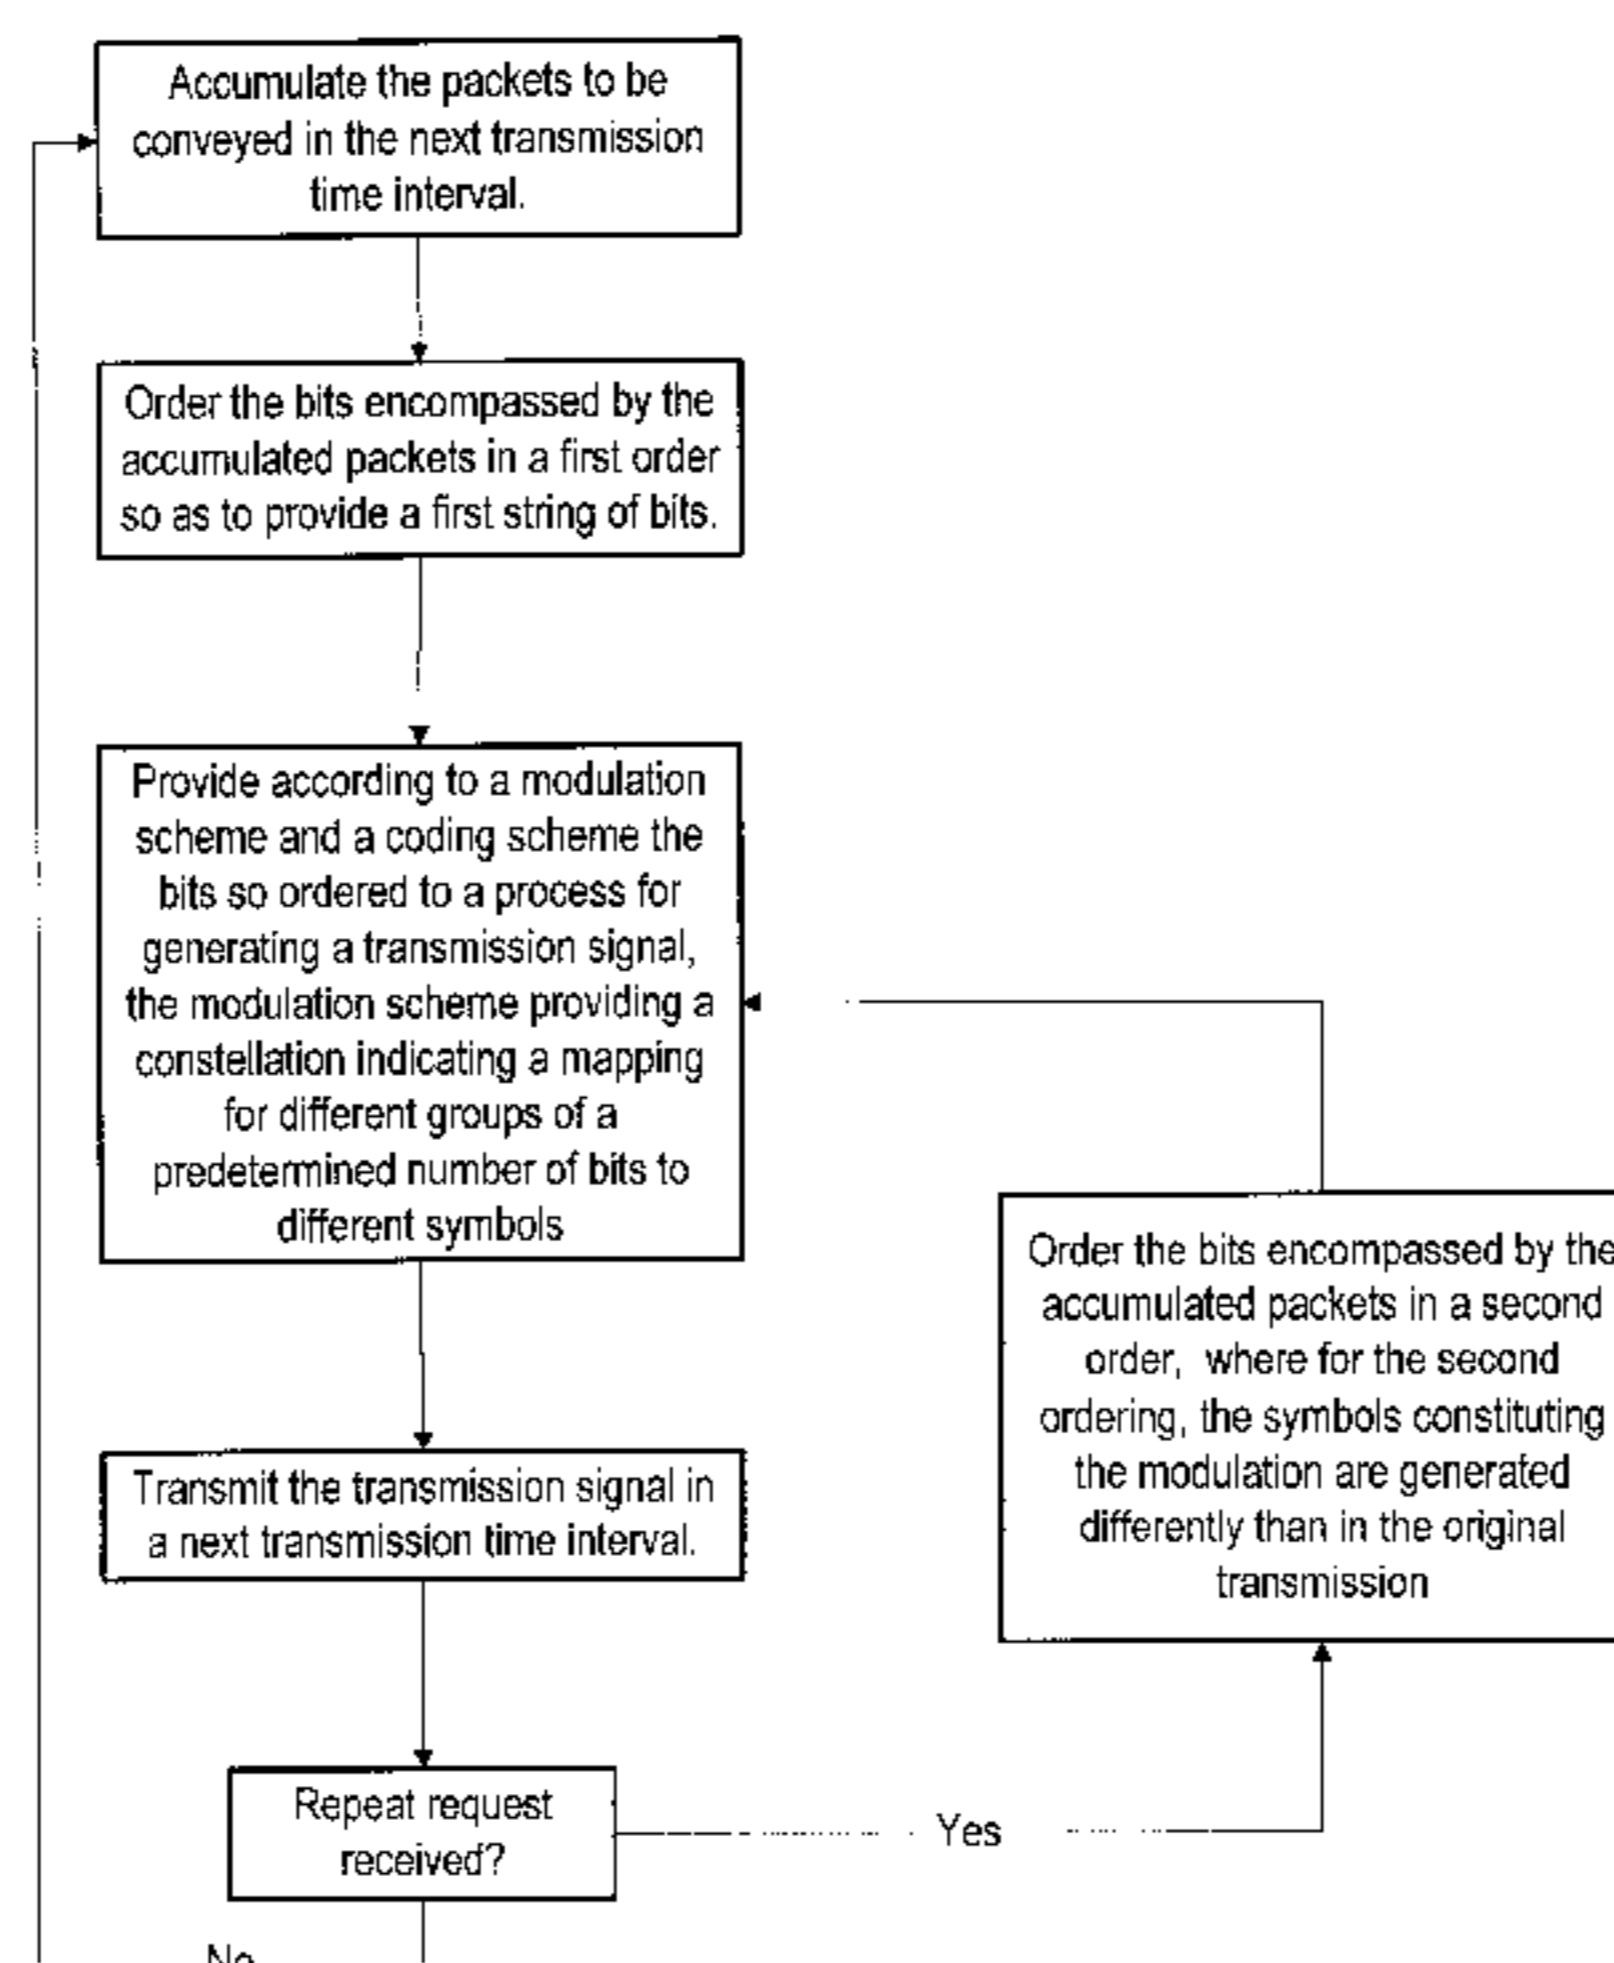 Accumulate the packets to be
conveyed in the next transmission
time interval.
Order the bits encompassed by the
accumulated packets in a first order
so as to provide a first string of bits.
Provide according to a modulation
scheme and a coding scheme the
bits so ordered to a process for
generating a transmission signal,
the modulation scheme providing a
constellation indicating a mapping
for different groups of a
predetermined number of bits to
different symbols
Order the bits encompassed by the
accumulated packets in a second
order, where for the second
ordering, the symbols constituting
the modulation are generated
differently than in the original
transmission
Transmit the transmission signal in
a next transmission time interval.
Repeat request
received?
Yes
No